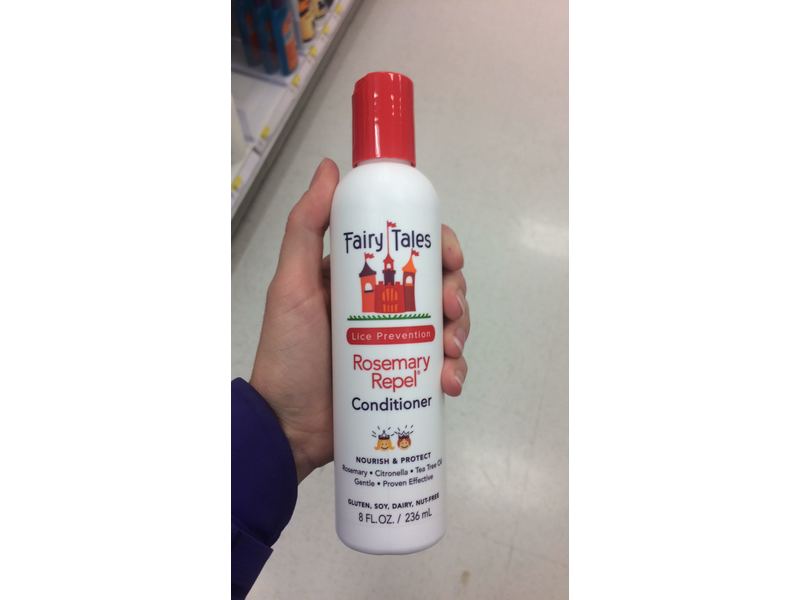 Fairy Tales
Lice Prevention
Rosemary
Repel®
Conditioner
NOURISH & PROTECT
Rosemary • Citronella • Tea Tree Oil
Gentle • Proven Effective
GLUTEN, SOY, DAIRY, NUT-FREE
8 FL.OZ. / 236 mL